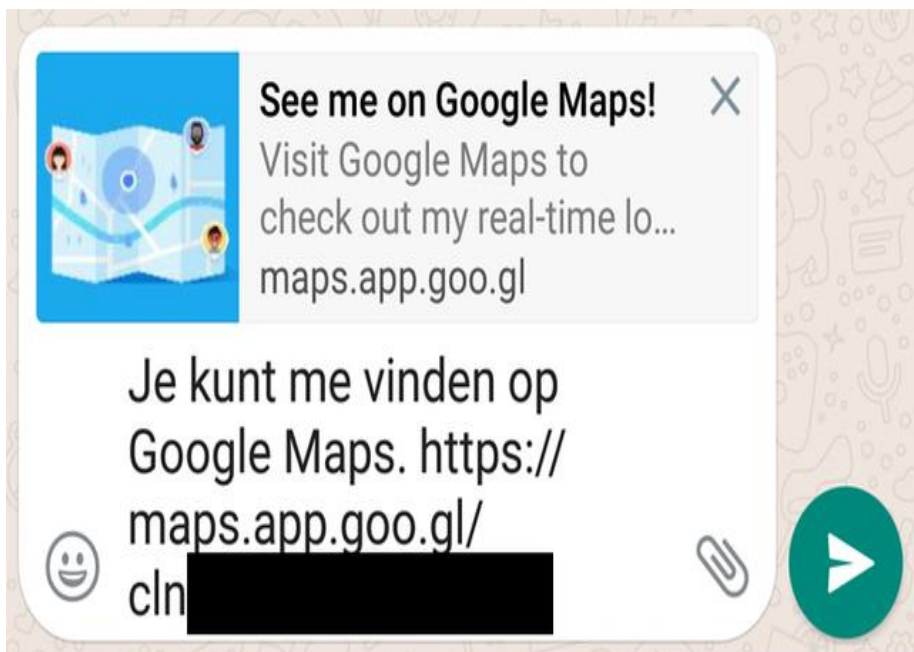 See me on Google Maps!
Visit Google Maps to
check out my real-time lo...
maps.app.goo.gl
Je kunt me vinden op
Google Maps. https://
maps.app.goo.gl/
cln